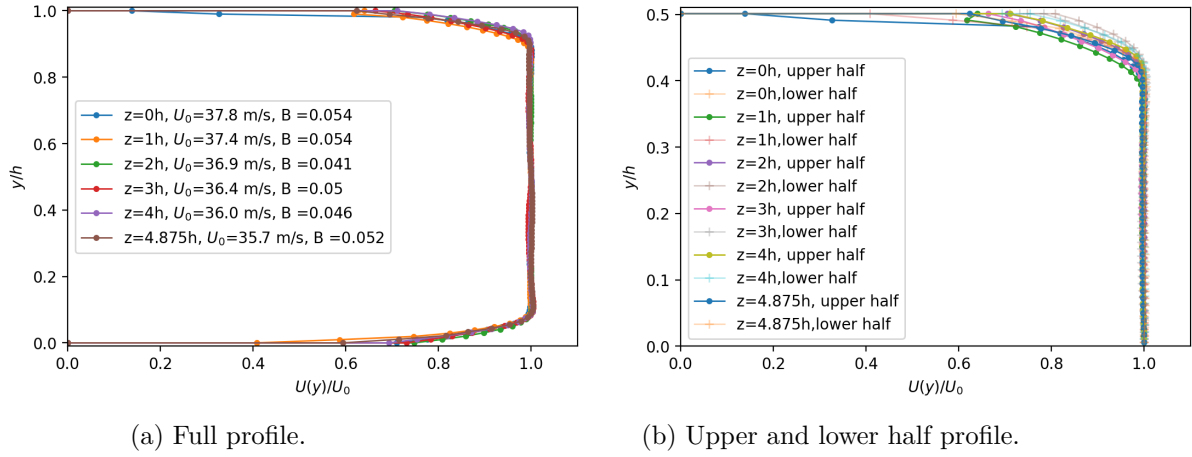 1.0
0.8
0.6
0.4
0.2
0.0
y/h
z=0h, U₀=37.8 m/s, B =0.054
z=1h, U₀=37.4 m/s, B =0.054
z=2h, U₀=36.9 m/s, B =0.041
z=3h, U₀=36.4 m/s, B =0.05
z=4h, U₀=36.0 m/s, B =0.046
z=4.875h, U₀=35.7 m/s, B =0.052
0.0 0.2 0.4 0.6 0.8 1.0
U(y)/U₀
(a) Full profile.
0.5
0.4
0.3
0.2
0.1
0.0
y/h
z=0h, upper half
z=0h,lower half
z=1h, upper half
z=1h,lower half
z=2h, upper half
z=2h,lower half
z=3h, upper half
z=3h,lower half
z=4h, upper half
z=4h,lower half
z=4.875h, upper half
z=4.875h,lower half
0.0 0.2 0.4 0.6 0.8 1.0
U(y)/U₀
(b) Upper and lower half profile.